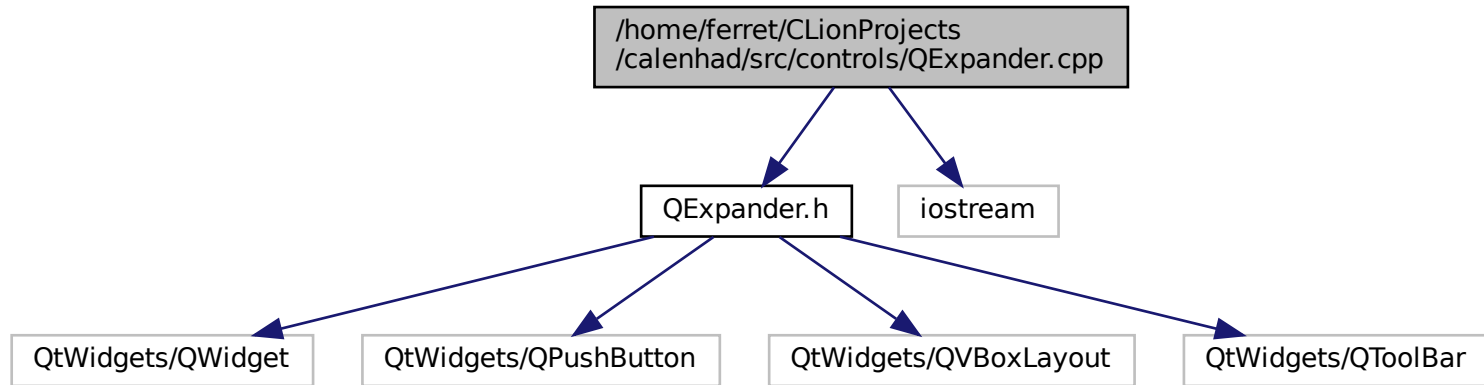 /home/ferret/CLionProjects
/calenhad/src/controls/QExpander.cpp
QExpander.h
iostream
QtWidgets/QWidget
QtWidgets/QPushButton
QtWidgets/QVBoxLayout
QtWidgets/QToolBar